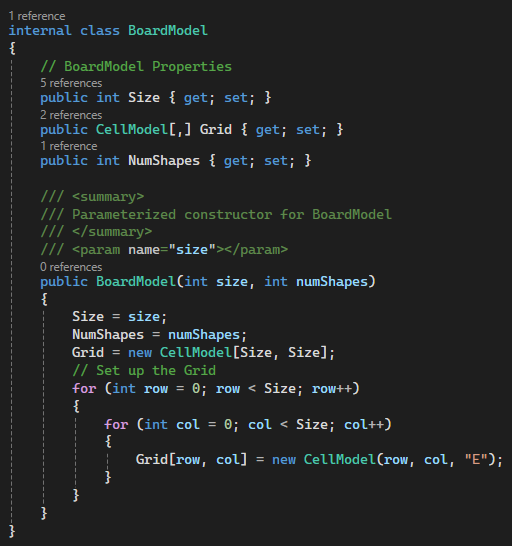 1 reference
internal class BoardModel
{
    // BoardModel Properties
    5 references
    public int Size { get; set; }
    2 references
    public CellModel[,] Grid { get; set; }
    1 reference
    public int NumShapes { get; set; }

    /// <summary>
    /// Parameterized constructor for BoardModel
    /// </summary>
    /// <param name="size"></param>
    0 references
    public BoardModel(int size, int numShapes)
    {
        Size = size;
        NumShapes = numShapes;
        Grid = new CellModel[Size, Size];
        // Set up the Grid
        for (int row = 0; row < Size; row++)
        {
            for (int col = 0; col < Size; col++)
            {
                Grid[row, col] = new CellModel(row, col, "E");
            }
        }
    }
}